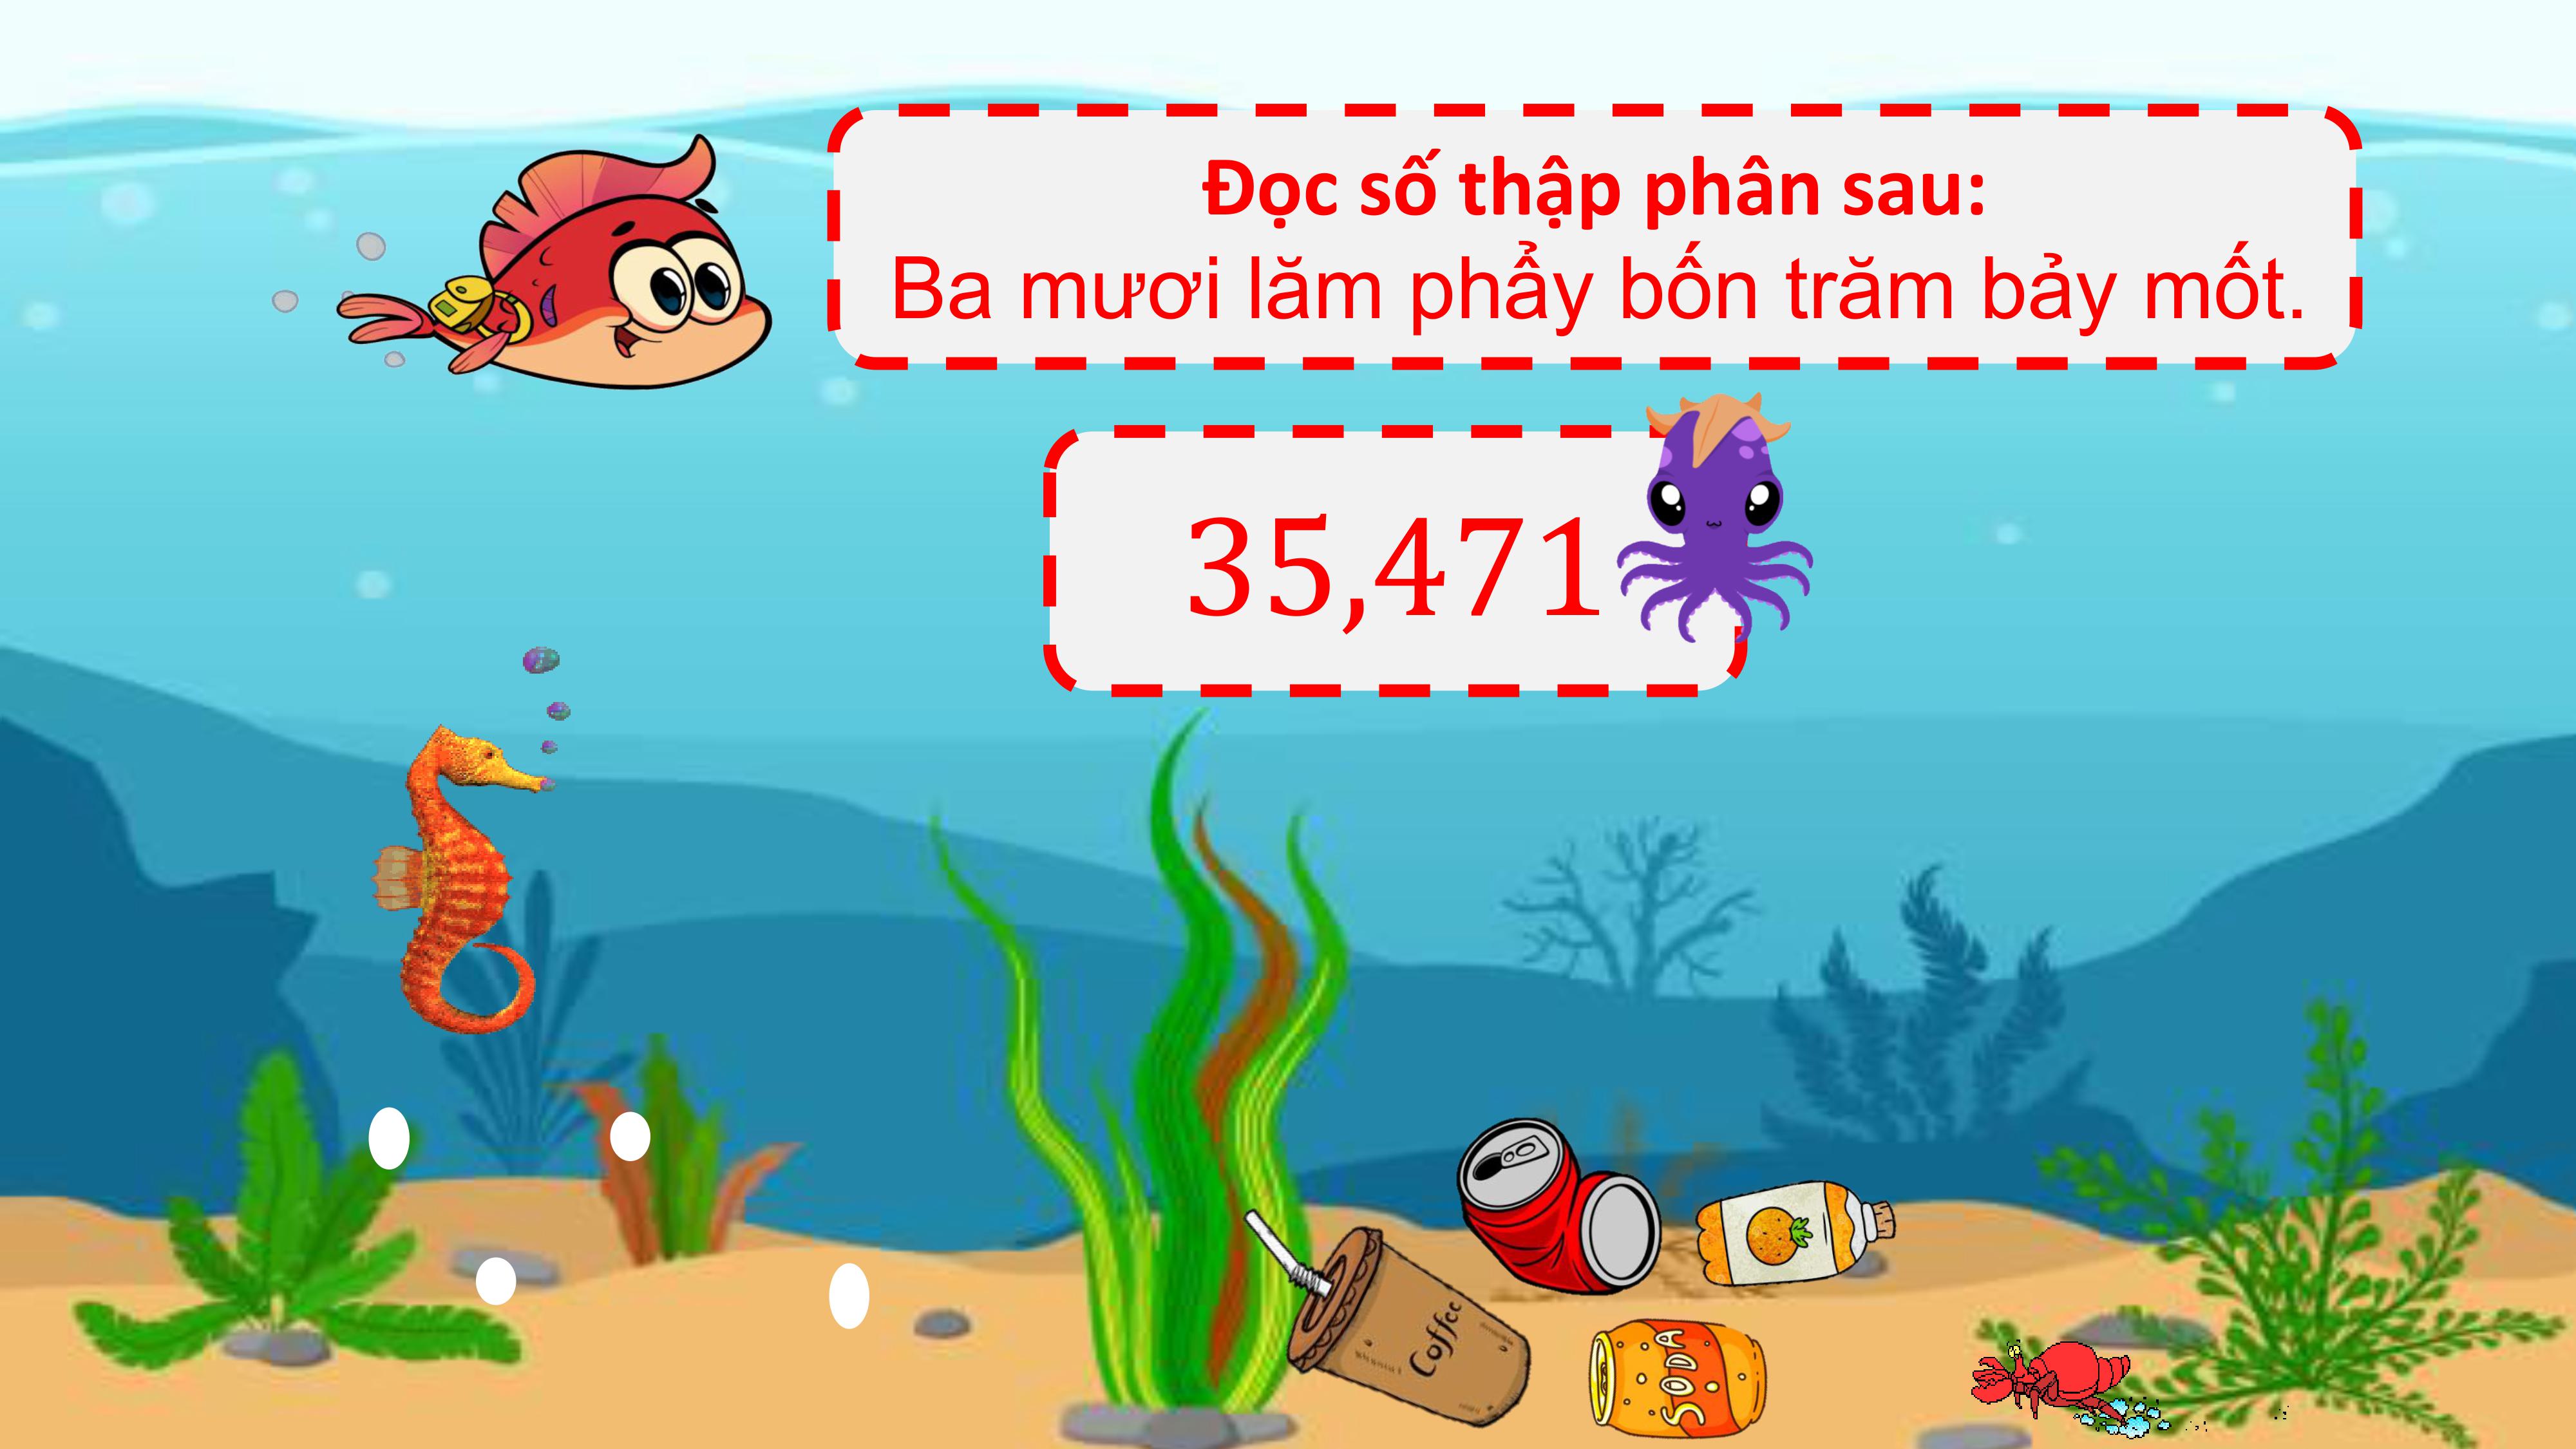 Đọc số thập phân sau:
Ba mươi lăm phẩy bốn trăm bảy mốt.
35,471
Coffee
SODA